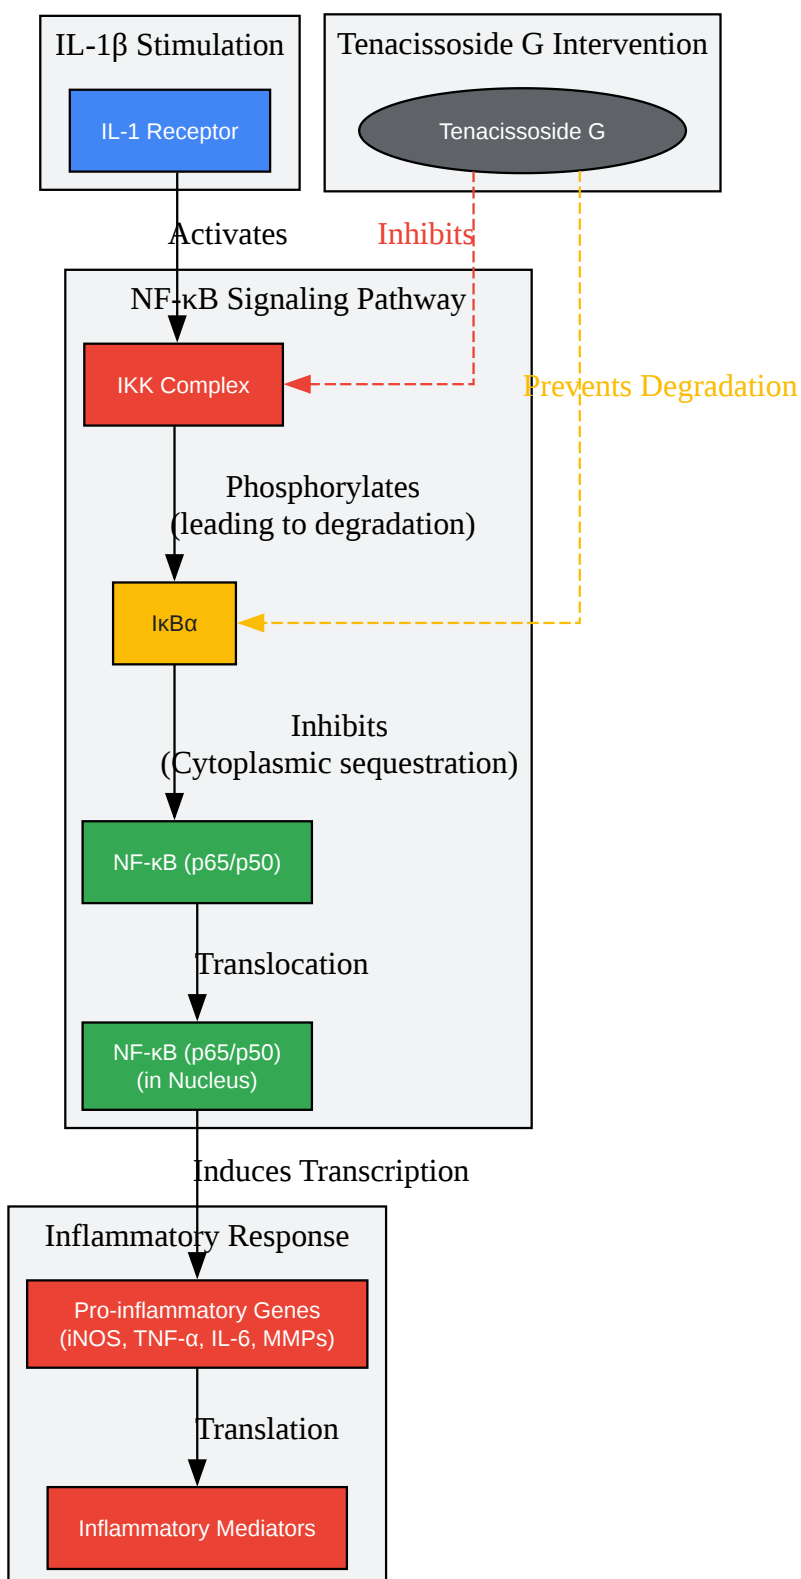 IL-1β Stimulation
Tenacissoside G Intervention
IL-1 Receptor
Tenacissoside G
Activates
Inhibits
NF-κB Signaling Pathway
IKK Complex
Prevents Degradation
Phosphorylates
(leading to degradation)
IκBα
Inhibits
(Cytoplasmic sequestration)
NF-κB (p65/p50)
Translocation
NF-κB (p65/p50)
(in Nucleus)
Induces Transcription
Inflammatory Response
Pro-inflammatory Genes
(iNOS, TNF-α, IL-6, MMPs)
Translation
Inflammatory Mediators